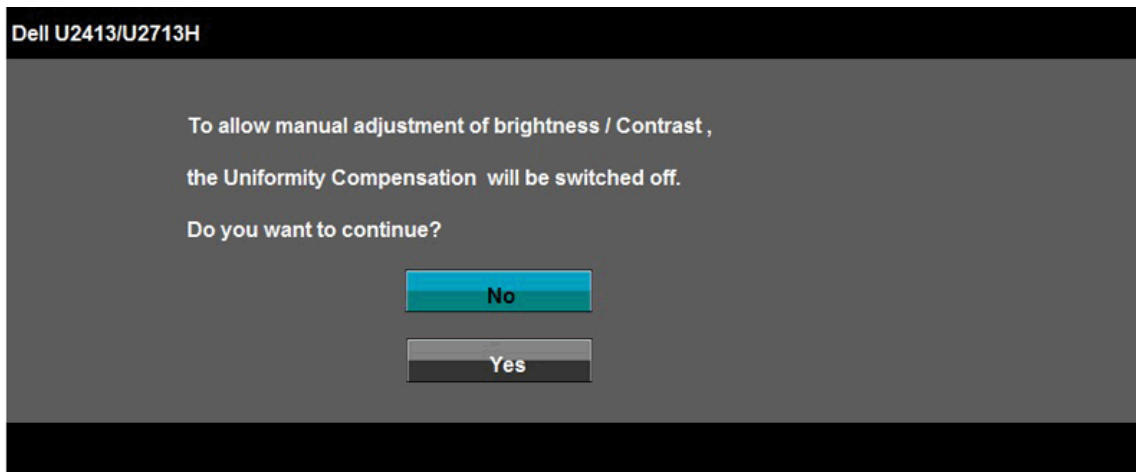 Dell U2413/U2713H
To allow manual adjustment of brightness / Contrast ,
the Uniformity Compensation will be switched off.
Do you want to continue?
No
Yes